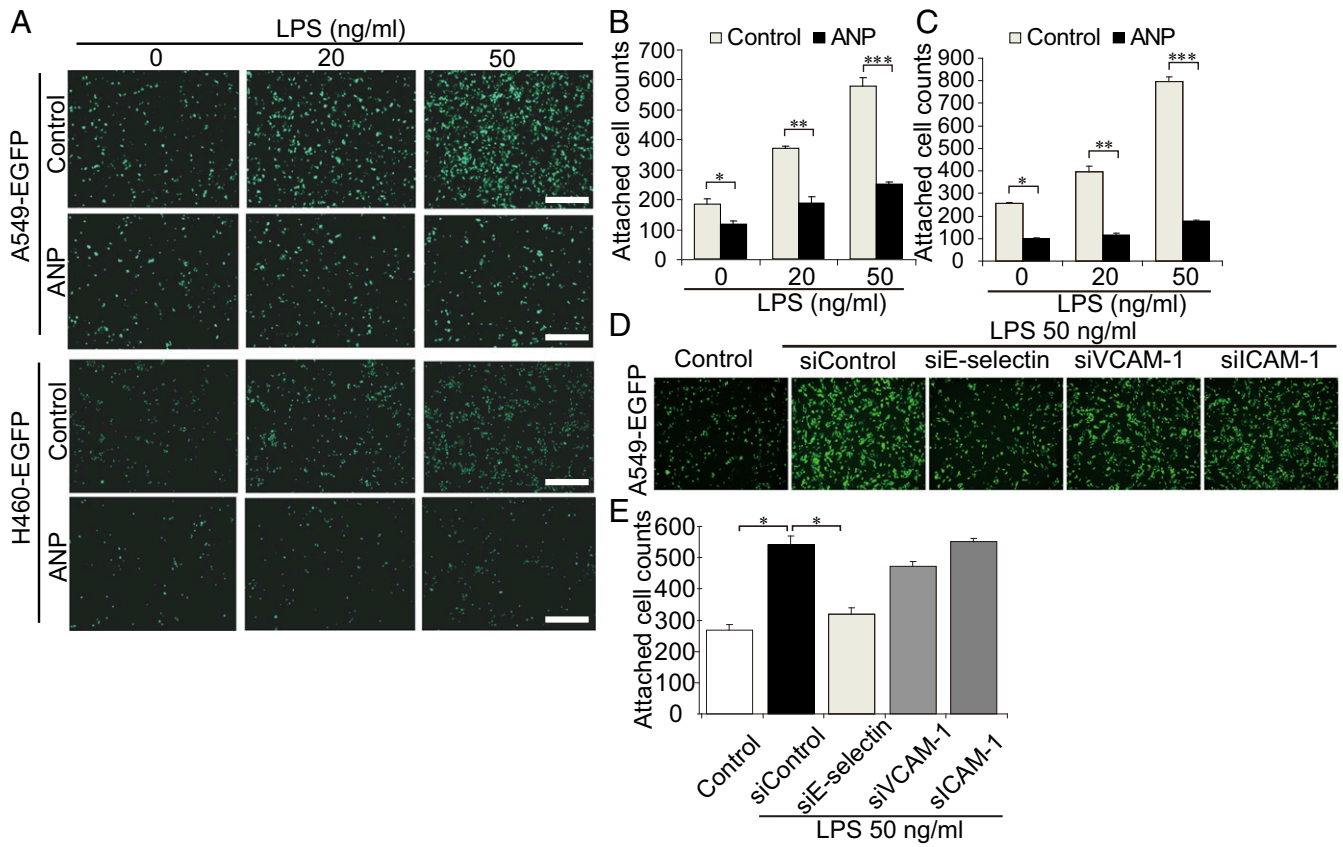 A
LPS (ng/ml)
0 20 50
A549-EGFP
Control
ANP
H460-EGFP
Control
ANP
B
Control ANP
Attached cell counts
700
600
500
400
300
200
100
0
*
**
***
0 20 50
LPS (ng/ml)
C
Control ANP
Attached cell counts
900
800
700
600
500
400
300
200
100
0
*
**
***
0 20 50
LPS (ng/ml)
D
LPS 50 ng/ml
Control siControl siE-selectin siVCAM-1 siICAM-1
A549-EGFP
E
Attached cell counts
600
500
400
300
200
100
0
* *
Control
siControl
siE-selectin
siVCAM-1
siICAM-1
LPS 50 ng/ml